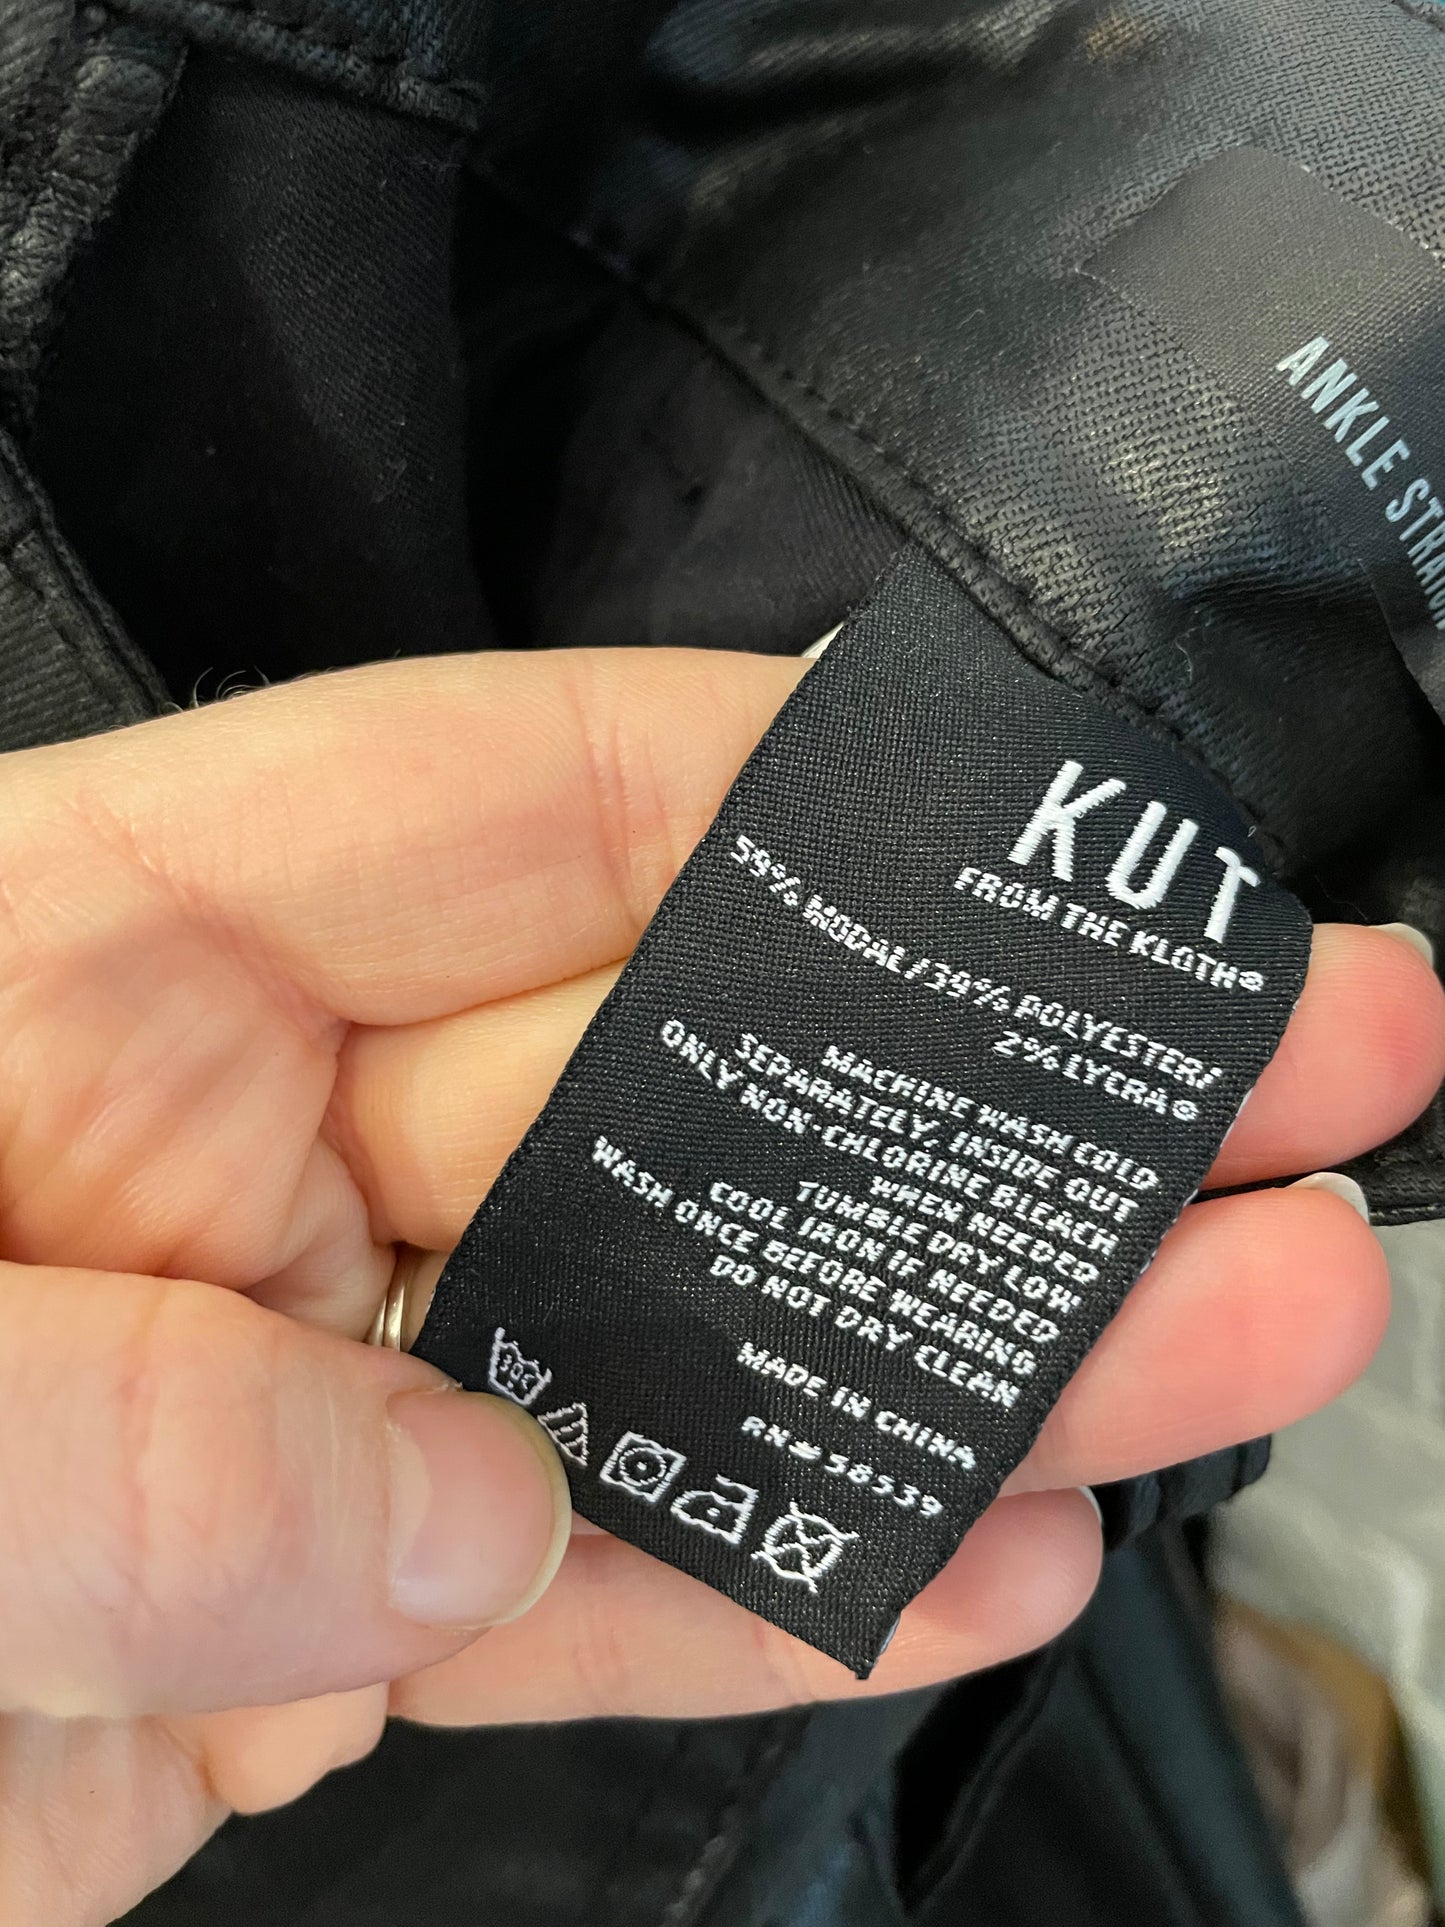 ANKLE STRAIGH
KUT
FROM THE KLOTH®
59% MODAL/39% POLYESTER/
2% LYCRA®
MACHINE WASH COLD
SEPARATELY, INSIDE OUT
ONLY NON-CHLORINE BLEACH
WHEN NEEDED
TUMBLE DRY LOW
COOL IRON IF NEEDED
WASH ONCE BEFORE WEARING
DO NOT DRY CLEAN
MADE IN CHINA
RN# 58539
30C